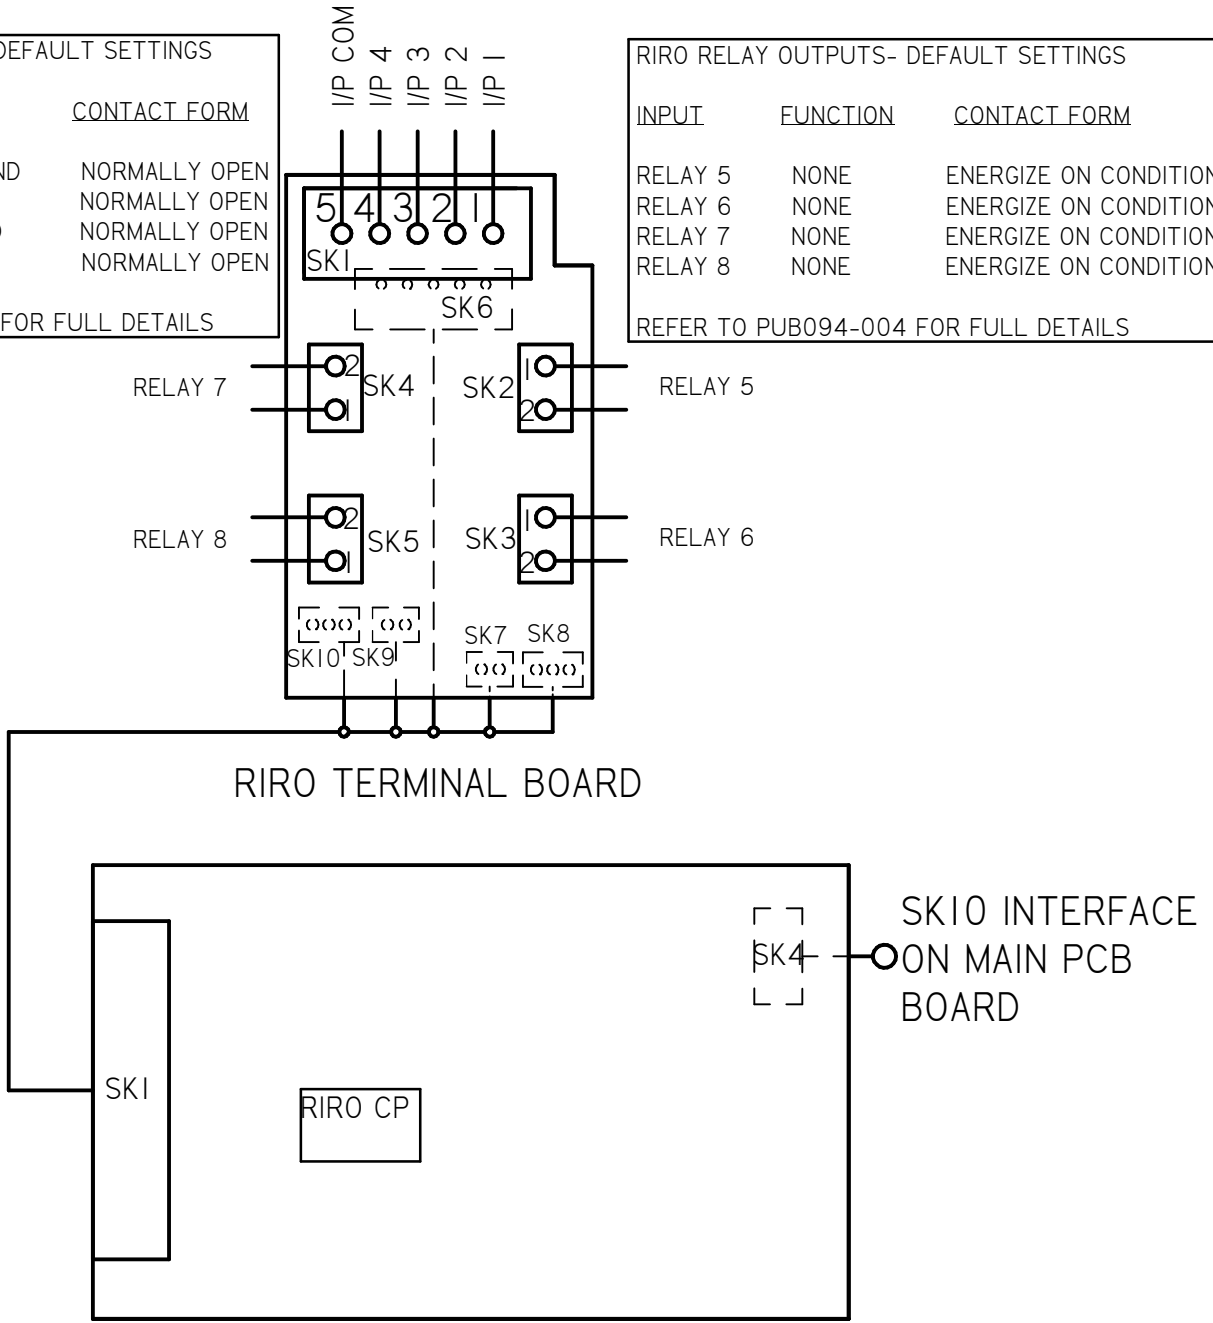 DEFAULT SETTINGS
CONTACT FORM
NORMALLY OPEN
NORMALLY OPEN
NORMALLY OPEN
NORMALLY OPEN
FOR FULL DETAILS
I/P COM
I/P 4
I/P 3
I/P 2
I/P 1
RIRO RELAY OUTPUTS- DEFAULT SETTINGS
INPUT FUNCTION CONTACT FORM
RELAY 5 NONE ENERGIZE ON CONDITION
RELAY 6 NONE ENERGIZE ON CONDITION
RELAY 7 NONE ENERGIZE ON CONDITION
RELAY 8 NONE ENERGIZE ON CONDITION
REFER TO PUB094-004 FOR FULL DETAILS
5 4 3 2 1
SK1
SK6
RELAY 7
2
1
SK4
SK2
1
2
RELAY 5
RELAY 8
2
1
SK5
SK3
1
2
RELAY 6
SK10
SK9
SK7
SK8
RIRO TERMINAL BOARD
SK4
SK10 INTERFACE
ON MAIN PCB
BOARD
SK1
RIRO CP